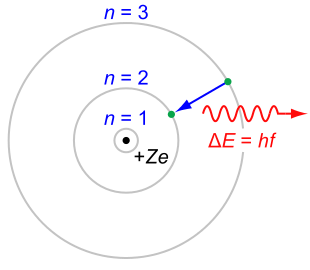 n = 3
n = 2
n = 1
+Ze
ΔE = hf